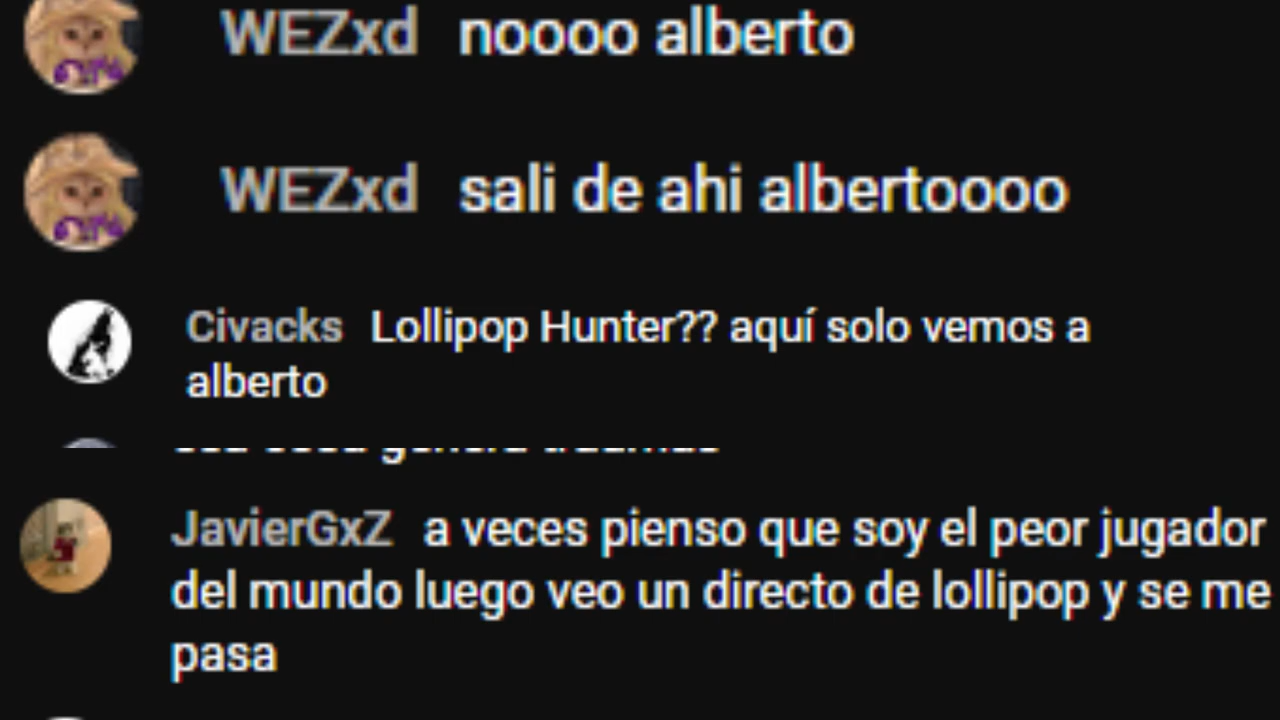 WEZxd noooo alberto
WEZxd sali de ahi albertoooo
Civacks Lollipop Hunter?? aquí solo vemos a
alberto
JavierGxZ a veces pienso que soy el peor jugador
del mundo luego veo un directo de lollipop y se me
pasa